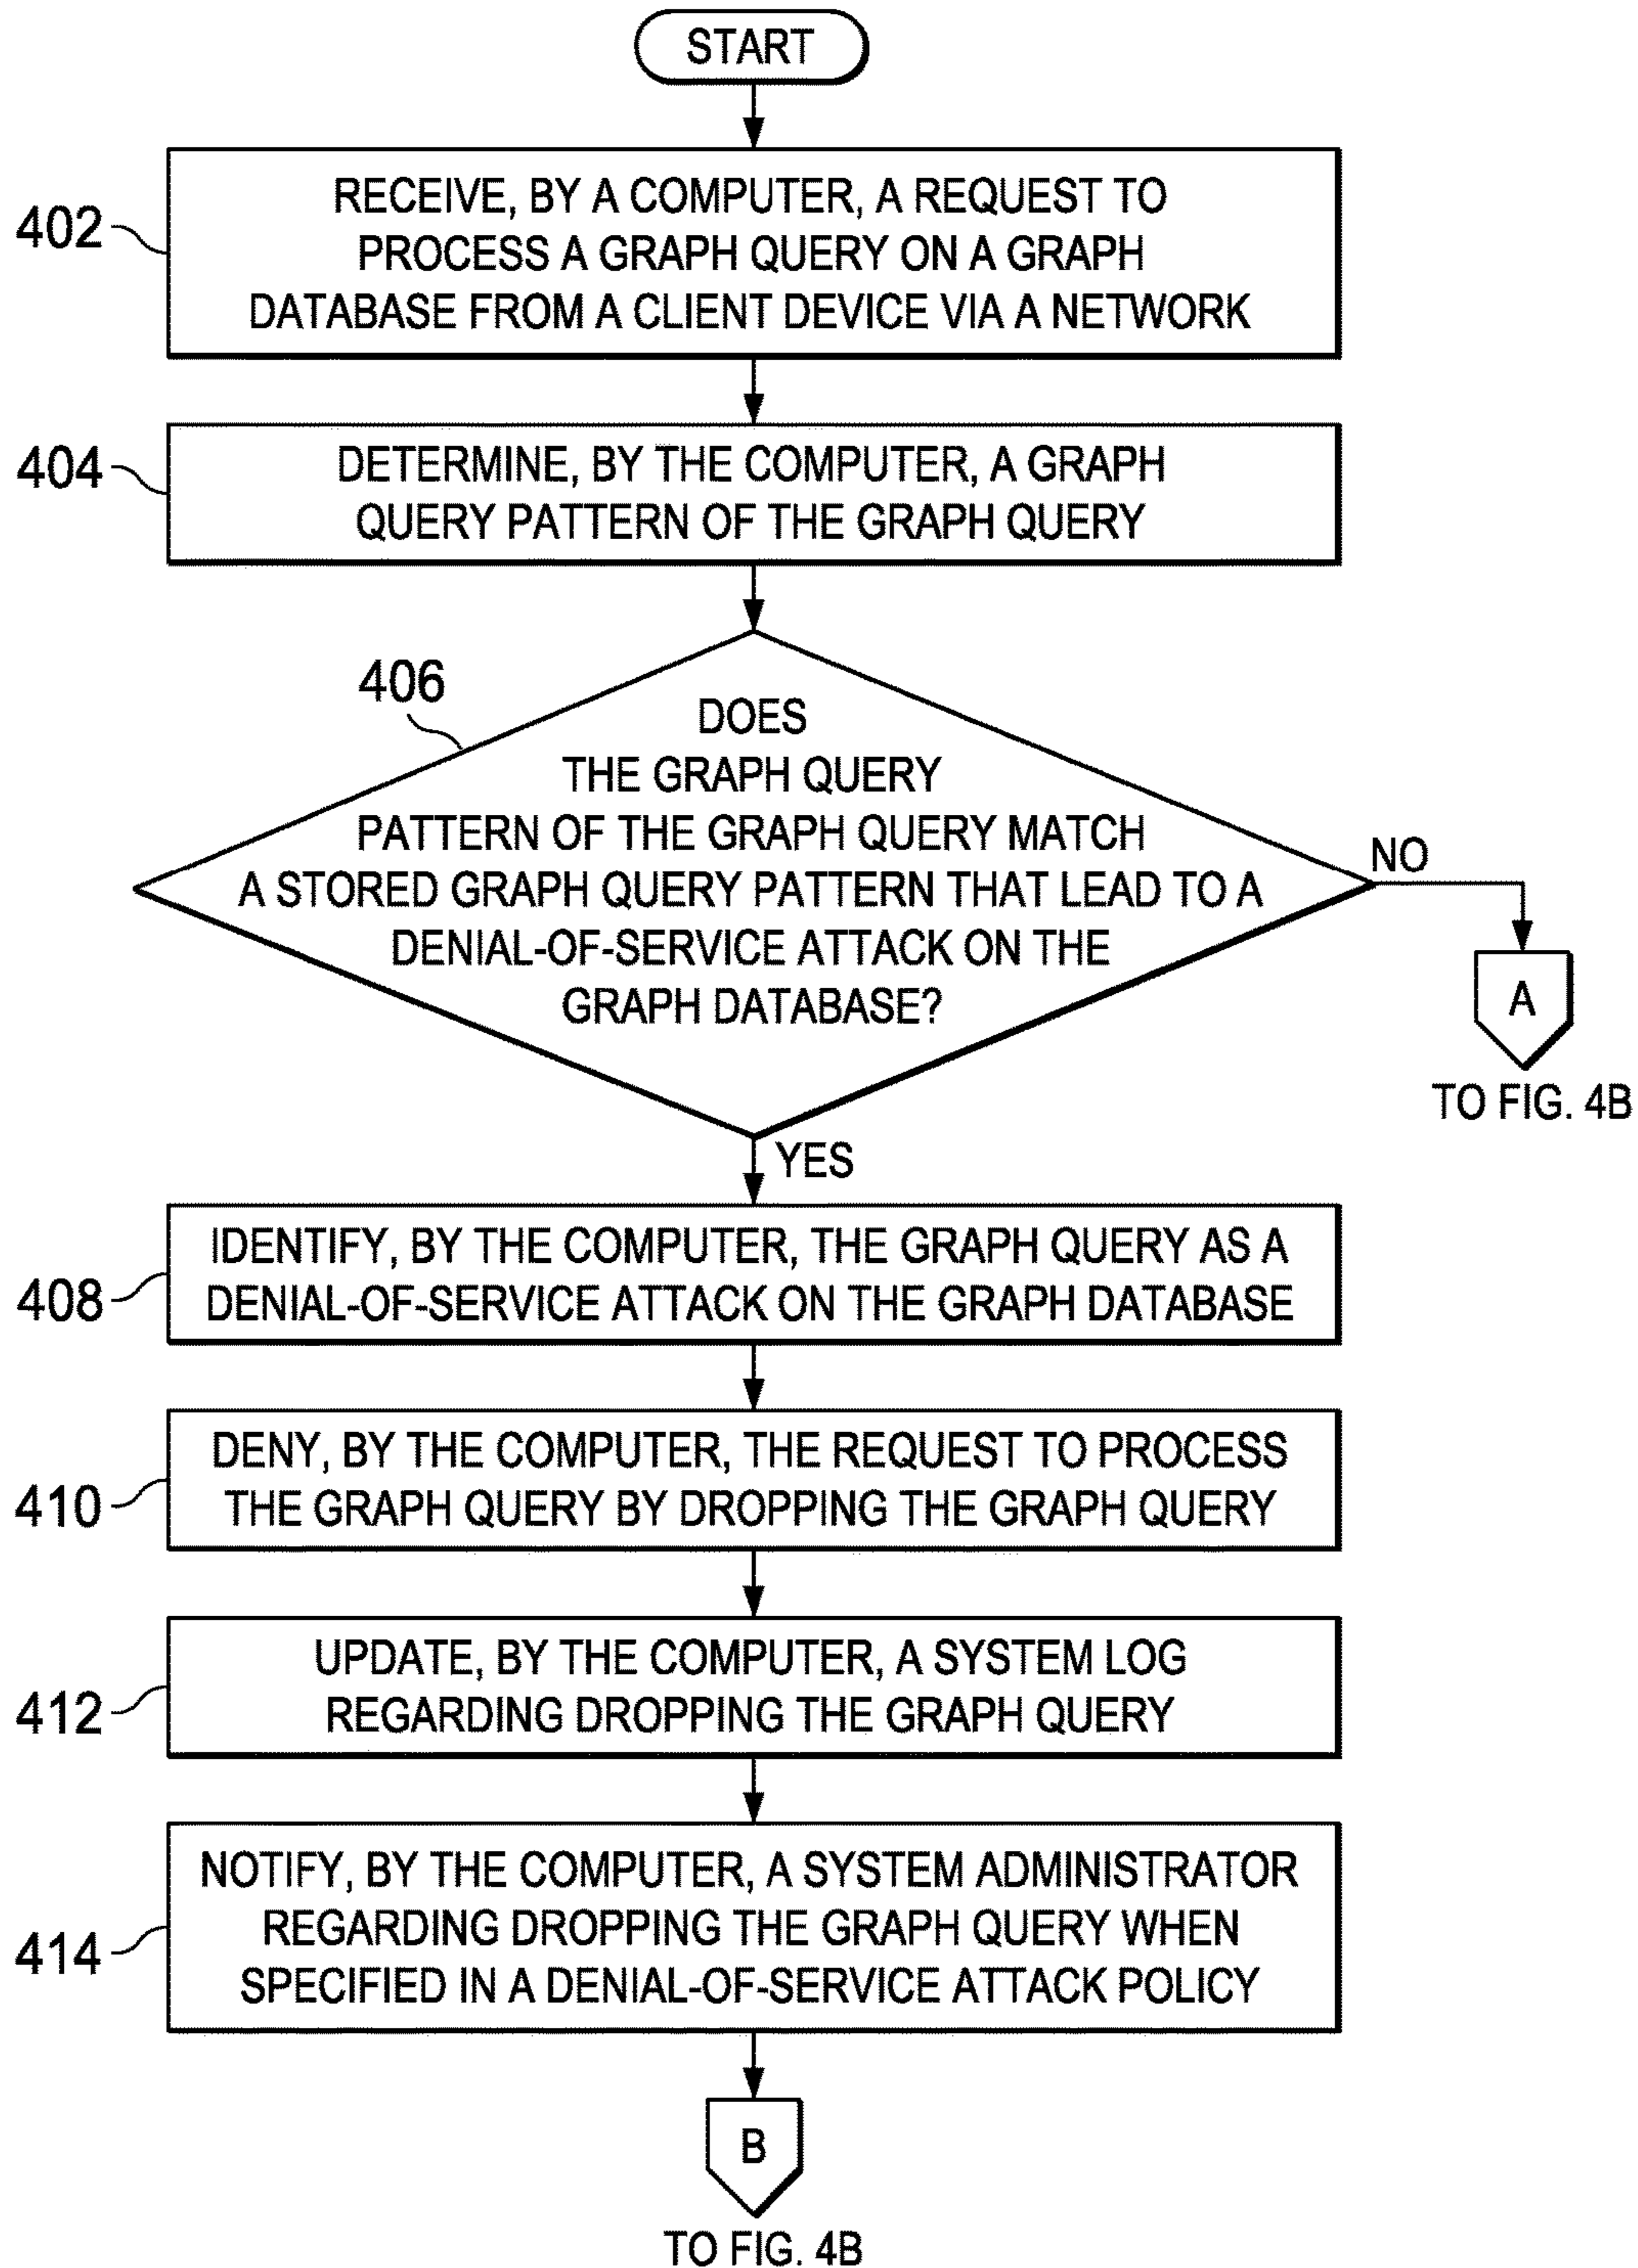 START
402
RECEIVE, BY A COMPUTER, A REQUEST TO
PROCESS A GRAPH QUERY ON A GRAPH
DATABASE FROM A CLIENT DEVICE VIA A NETWORK
404
DETERMINE, BY THE COMPUTER, A GRAPH
QUERY PATTERN OF THE GRAPH QUERY
406
DOES
THE GRAPH QUERY
PATTERN OF THE GRAPH QUERY MATCH
A STORED GRAPH QUERY PATTERN THAT LEAD TO A
DENIAL-OF-SERVICE ATTACK ON THE
GRAPH DATABASE?
NO
A
TO FIG. 4B
YES
408
IDENTIFY, BY THE COMPUTER, THE GRAPH QUERY AS A
DENIAL-OF-SERVICE ATTACK ON THE GRAPH DATABASE
410
DENY, BY THE COMPUTER, THE REQUEST TO PROCESS
THE GRAPH QUERY BY DROPPING THE GRAPH QUERY
412
UPDATE, BY THE COMPUTER, A SYSTEM LOG
REGARDING DROPPING THE GRAPH QUERY
414
NOTIFY, BY THE COMPUTER, A SYSTEM ADMINISTRATOR
REGARDING DROPPING THE GRAPH QUERY WHEN
SPECIFIED IN A DENIAL-OF-SERVICE ATTACK POLICY
B
TO FIG. 4B